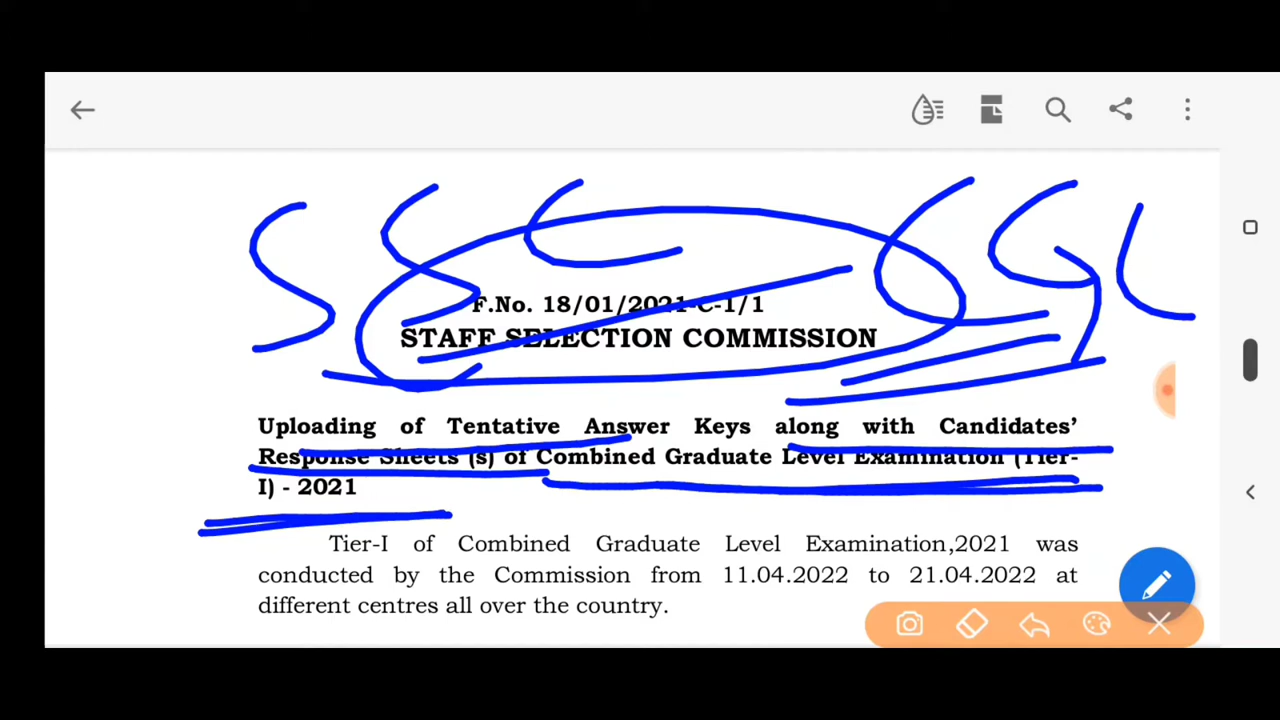 SSC CGL
F.No. 18/01/2021-C-1/1
STAFF SELECTION COMMISSION
Uploading of Tentative Answer Keys along with Candidates'
Response Sheets (s) of Combined Graduate Level Examination (Tier-
I) - 2021
Tier-I of Combined Graduate Level Examination,2021 was
conducted by the Commission from 11.04.2022 to 21.04.2022 at
different centres all over the country.